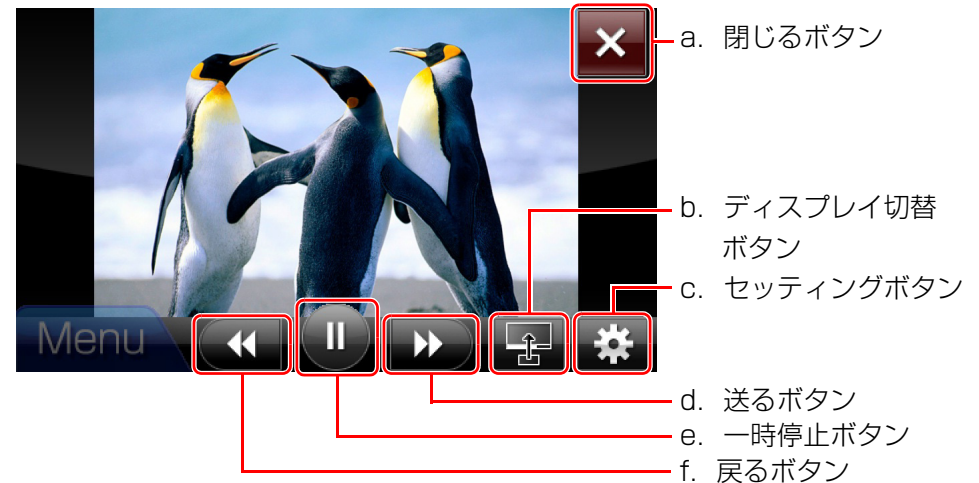 a. 閉じるボタン
b. ディスプレイ切替
ボタン
c. セッティングボタン
Menu
d. 送るボタン
e. 一時停止ボタン
f. 戻るボタン